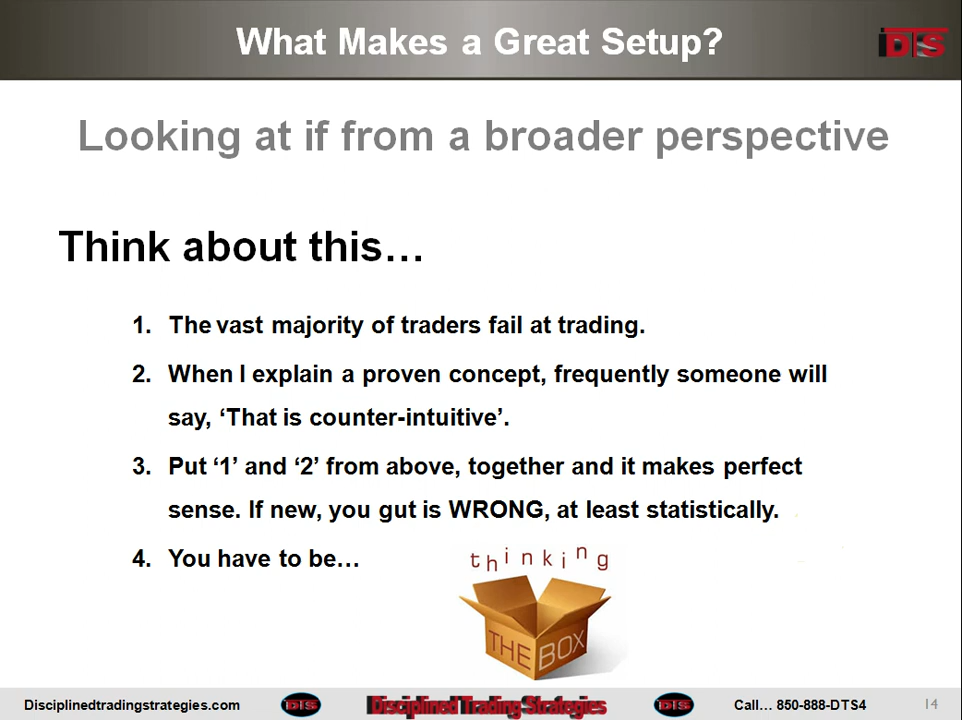 What Makes a Great Setup?
DTS
Looking at if from a broader perspective
Think about this…
1. The vast majority of traders fail at trading.
2. When I explain a proven concept, frequently someone will
say, ‘That is counter-intuitive’.
3. Put ‘1’ and ‘2’ from above, together and it makes perfect
sense. If new, you gut is WRONG, at least statistically.
4. You have to be…
thinking
THE BOX
Disciplinedtradingstrategies.com DTS Disciplined Trading Strategies DTS Call… 850-888-DTS4 14